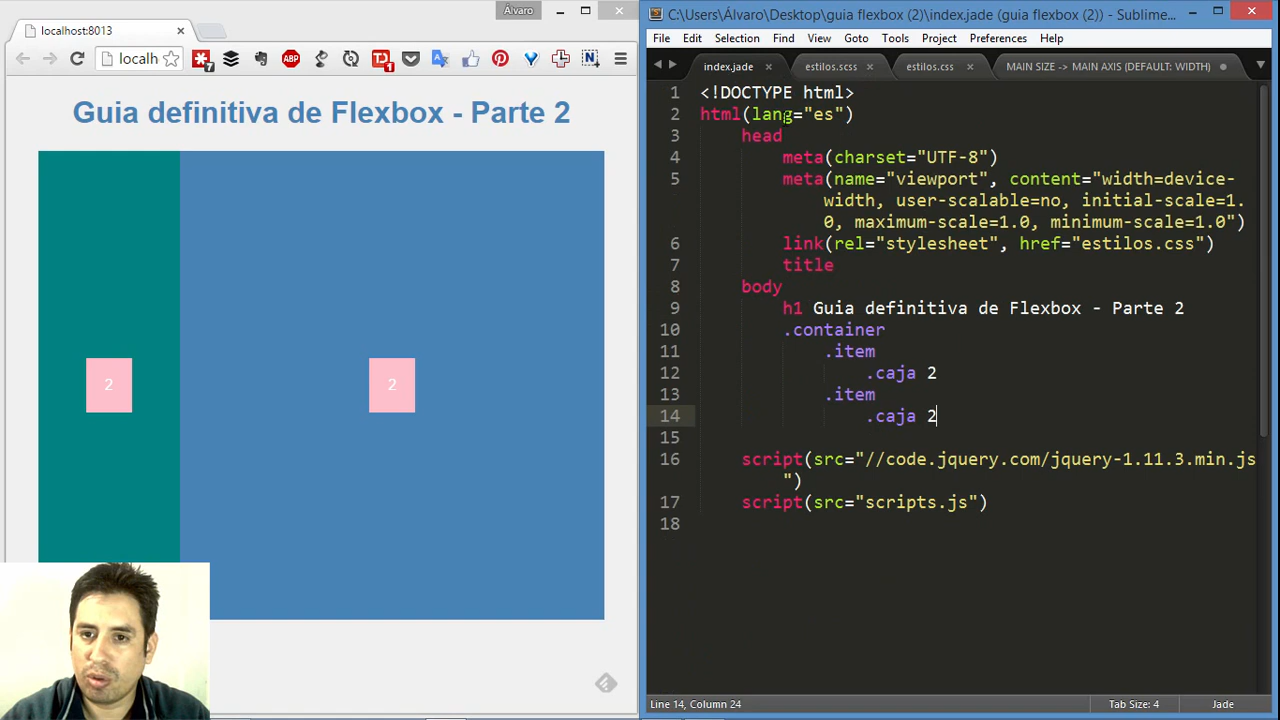 Álvaro
localhost:8013
localh
7
ABP
1
Guia definitiva de Flexbox - Parte 2
2
2
C:\Users\Álvaro\Desktop\guia flexbox (2)\index.jade (guia flexbox (2)) - Sublime...
File Edit Selection Find View Goto Tools Project Preferences Help
index.jade
estilos.scss
estilos.css
MAIN SIZE -> MAIN AXIS (DEFAULT: WIDTH)
1 <!DOCTYPE html>
2 html(lang="es")
3 head
4 meta(charset="UTF-8")
5 meta(name="viewport", content="width=device-
width, user-scalable=no, initial-scale=1.
0, maximum-scale=1.0, minimum-scale=1.0")
6 link(rel="stylesheet", href="estilos.css")
7 title
8 body
9 h1 Guia definitiva de Flexbox - Parte 2
10 .container
11 .item
12 .caja 2
13 .item
14 .caja 2
15
16 script(src="//code.jquery.com/jquery-1.11.3.min.js
")
17 script(src="scripts.js")
18
Line 14, Column 24
Tab Size: 4
Jade